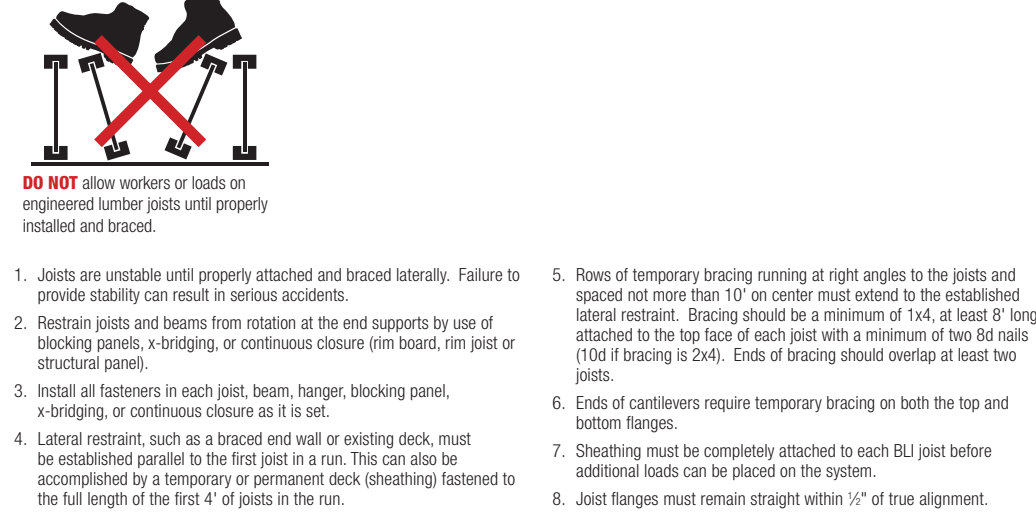 DO NOT allow workers or loads on
engineered lumber joists until properly
installed and braced.
1. Joists are unstable until properly attached and braced laterally. Failure to
provide stability can result in serious accidents.
2. Restrain joists and beams from rotation at the end supports by use of
blocking panels, x-bridging, or continuous closure (rim board, rim joist or
structural panel).
3. Install all fasteners in each joist, beam, hanger, blocking panel,
x-bridging, or continuous closure as it is set.
4. Lateral restraint, such as a braced end wall or existing deck, must
be established parallel to the first joist in a run. This can also be
accomplished by a temporary or permanent deck (sheathing) fastened to
the full length of the first 4' of joists in the run.
5. Rows of temporary bracing running at right angles to the joists and
spaced not more than 10' on center must extend to the established
lateral restraint. Bracing should be a minimum of 1x4, at least 8' long
attached to the top face of each joist with a minimum of two 8d nails
(10d if bracing is 2x4). Ends of bracing should overlap at least two
joists.
6. Ends of cantilevers require temporary bracing on both the top and
bottom flanges.
7. Sheathing must be completely attached to each BLI joist before
additional loads can be placed on the system.
8. Joist flanges must remain straight within ½" of true alignment.